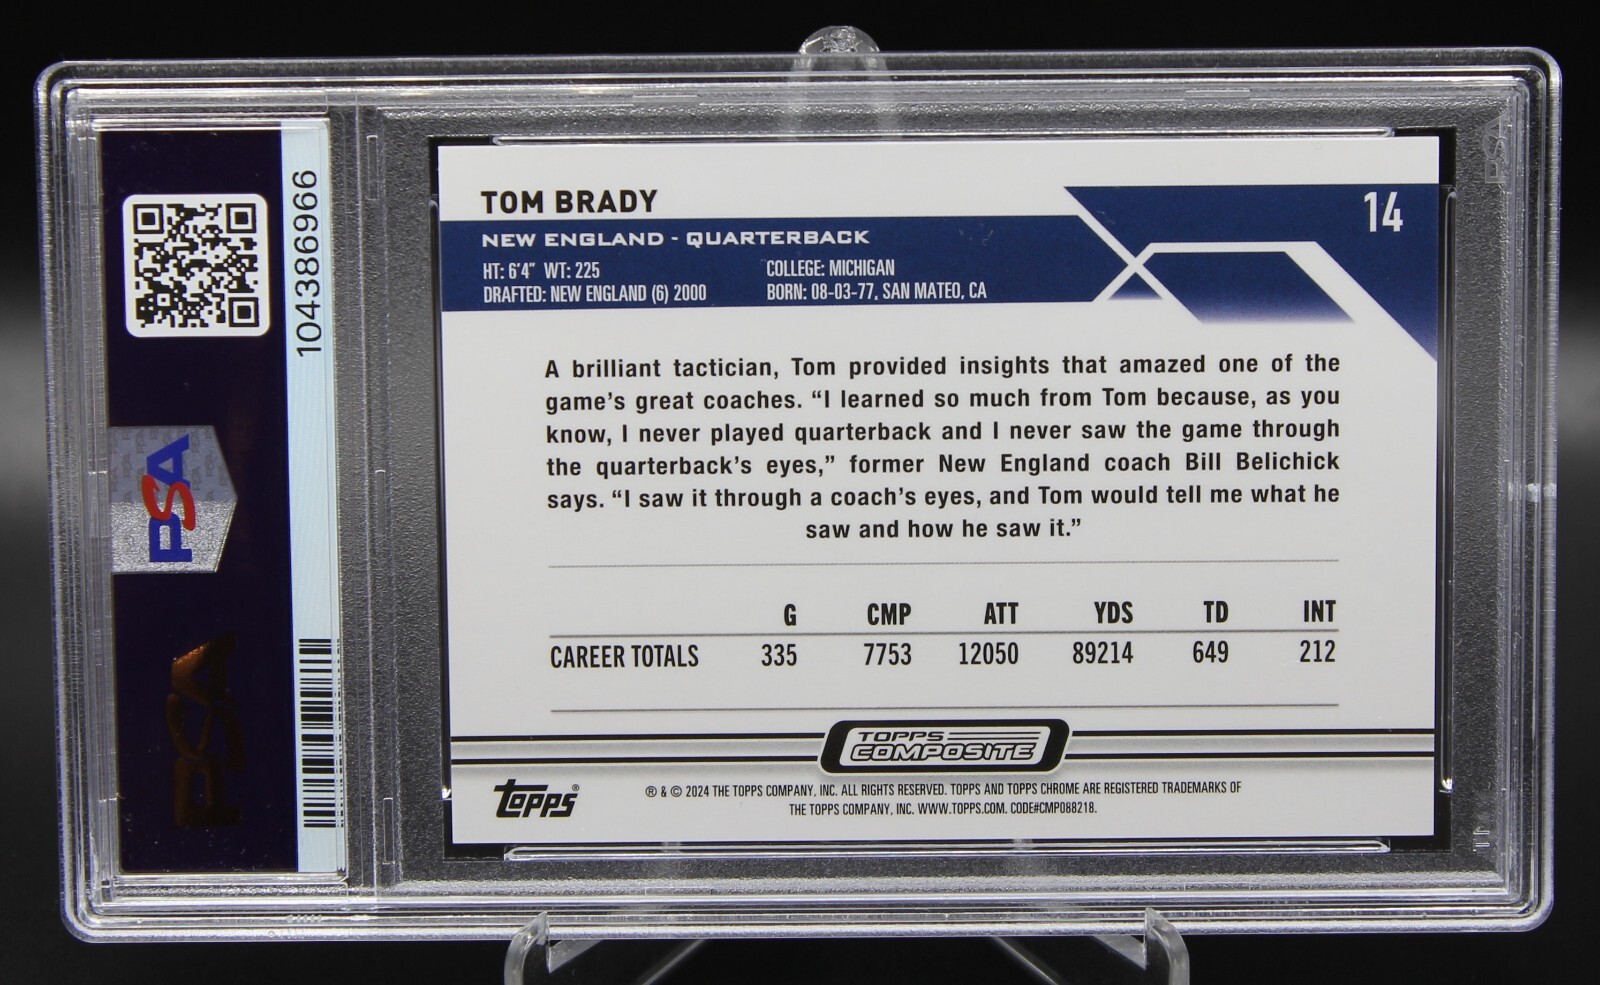 104386966
PSA
PSA
TOM BRADY
14
NEW ENGLAND - QUARTERBACK
HT: 6'4" WT: 225
COLLEGE: MICHIGAN
DRAFTED: NEW ENGLAND (6) 2000
BORN: 08-03-77, SAN MATEO, CA
A brilliant tactician, Tom provided insights that amazed one of the
game's great coaches. “I learned so much from Tom because, as you
know, I never played quarterback and I never saw the game through
the quarterback's eyes,” former New England coach Bill Belichick
says. “I saw it through a coach's eyes, and Tom would tell me what he
saw and how he saw it.”
G CMP ATT YDS TD INT
CAREER TOTALS 335 7753 12050 89214 649 212
TOPPS
COMPOSITE
Topps®
® & © 2024 THE TOPPS COMPANY, INC. ALL RIGHTS RESERVED. TOPPS AND TOPPS CHROME ARE REGISTERED TRADEMARKS OF
THE TOPPS COMPANY, INC. WWW.TOPPS.COM. CODE#CMP088218.
PSA